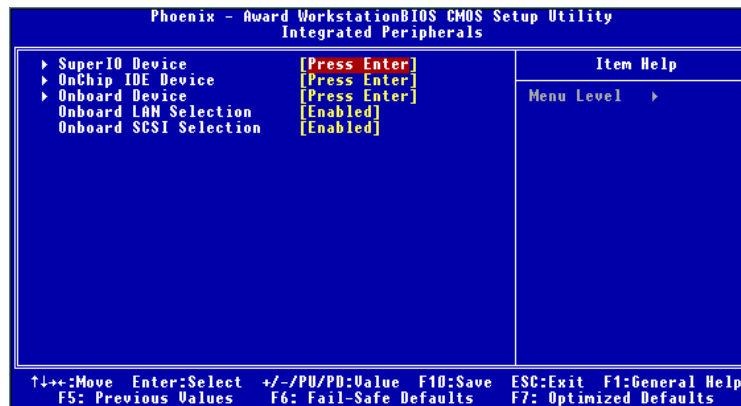 Phoenix - Award WorkstationBIOS CMOS Setup Utility
Integrated Peripherals
SuperIO Device [Press Enter]
OnChip IDE Device [Press Enter]
Onboard Device [Press Enter]
Onboard LAN Selection [Enabled]
Onboard SCSI Selection [Enabled]
Item Help
Menu Level
↑↓→←:Move Enter:Select +/-/PU/PD:Value F10:Save ESC:Exit F1:General Help
F5: Previous Values F6: Fail-Safe Defaults F7: Optimized Defaults